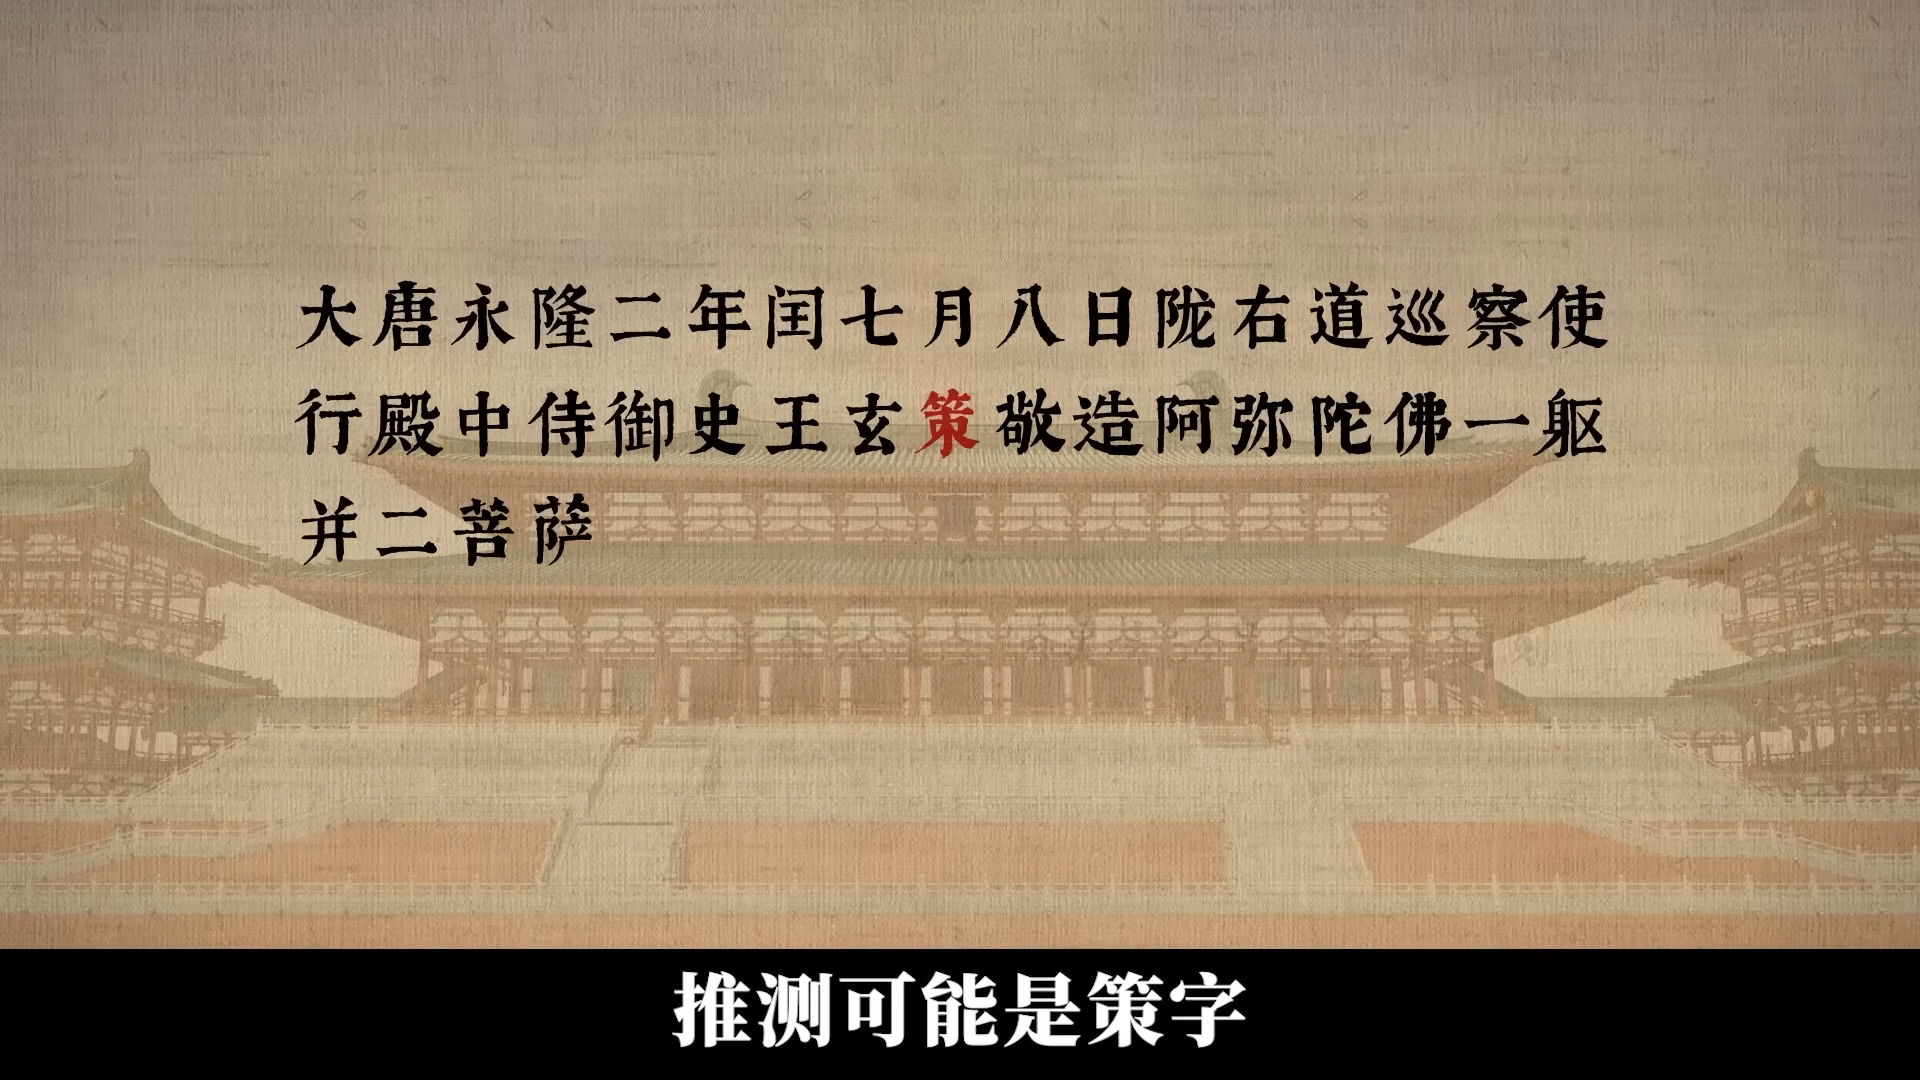 大唐永隆二年闰七月八日陇右道巡察使
行殿中侍御史王玄策敬造阿弥陀佛一躯
并二菩萨
推测可能是策字